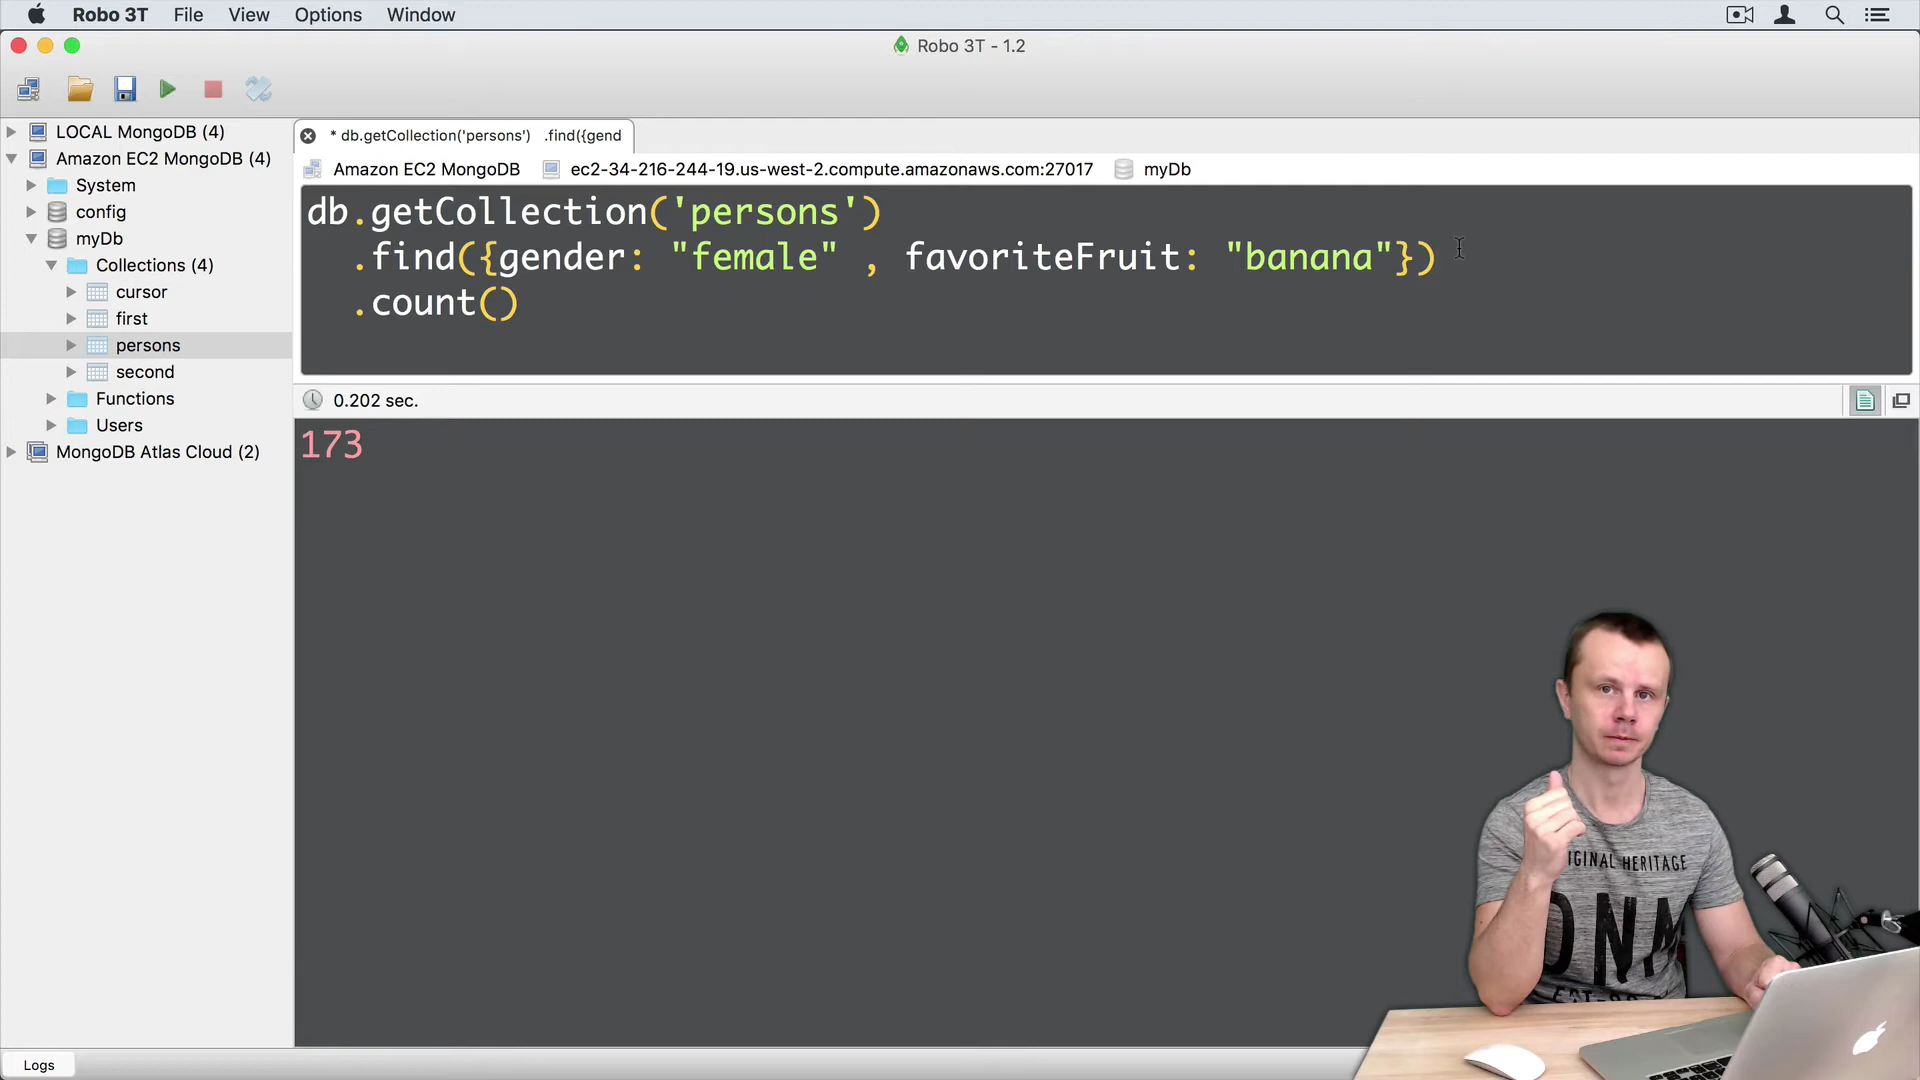 Robo 3T File View Options Window
Robo 3T - 1.2
LOCAL MongoDB (4)
Amazon EC2 MongoDB (4)
System
config
myDb
Collections (4)
cursor
first
persons
second
Functions
Users
MongoDB Atlas Cloud (2)
* db.getCollection('persons') .find({gend
Amazon EC2 MongoDB ec2-34-216-244-19.us-west-2.compute.amazonaws.com:27017 myDb
db.getCollection('persons')
.find({gender: "female" , favoriteFruit: "banana"})
.count()
0.202 sec.
173
IGINAL HERITAGE
DNM
Logs